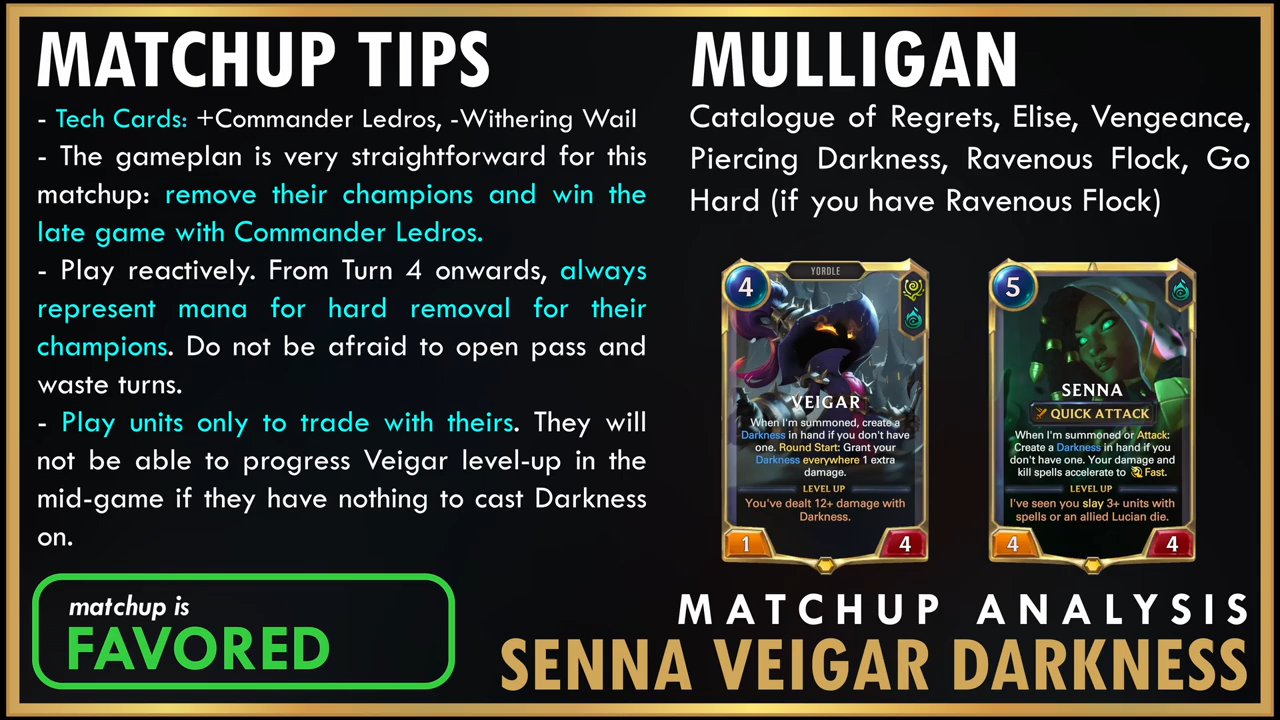 MATCHUP TIPS
- Tech Cards: +Commander Ledros, -Withering Wail
- The gameplan is very straightforward for this
matchup: remove their champions and win the
late game with Commander Ledros.
- Play reactively. From Turn 4 onwards, always
represent mana for hard removal for their
champions. Do not be afraid to open pass and
waste turns.
- Play units only to trade with theirs. They will
not be able to progress Veigar level-up in the
mid-game if they have nothing to cast Darkness
on.
matchup is
FAVORED
MULLIGAN
Catalogue of Regrets, Elise, Vengeance,
Piercing Darkness, Ravenous Flock, Go
Hard (if you have Ravenous Flock)
YORDLE
4
VEIGAR
When I'm summoned, create a
Darkness in hand if you don't have
one. Round Start: Grant your
Darkness everywhere 1 extra
damage.
LEVEL UP
You've dealt 12+ damage with
Darkness.
1
4
5
SENNA
QUICK ATTACK
When I'm summoned or Attack:
Create a Darkness in hand if you
don't have one. Your damage and
kill spells accelerate to Fast.
LEVEL UP
I've seen you slay 3+ units with
spells or an allied Lucian die.
4
4
MATCHUP ANALYSIS
SENNA VEIGAR DARKNESS